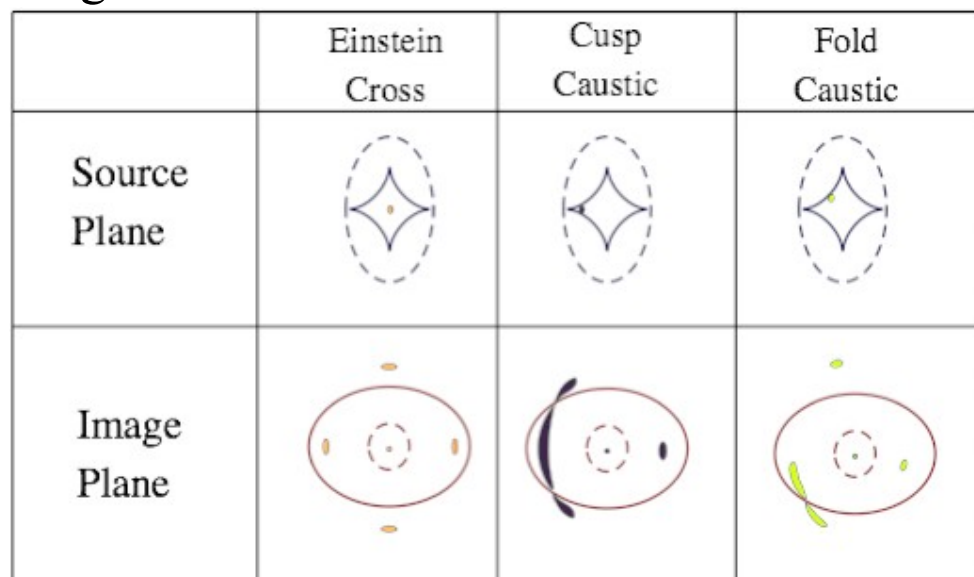 Einstein
Cross
Cusp
Caustic
Fold
Caustic
Source
Plane
Image
Plane